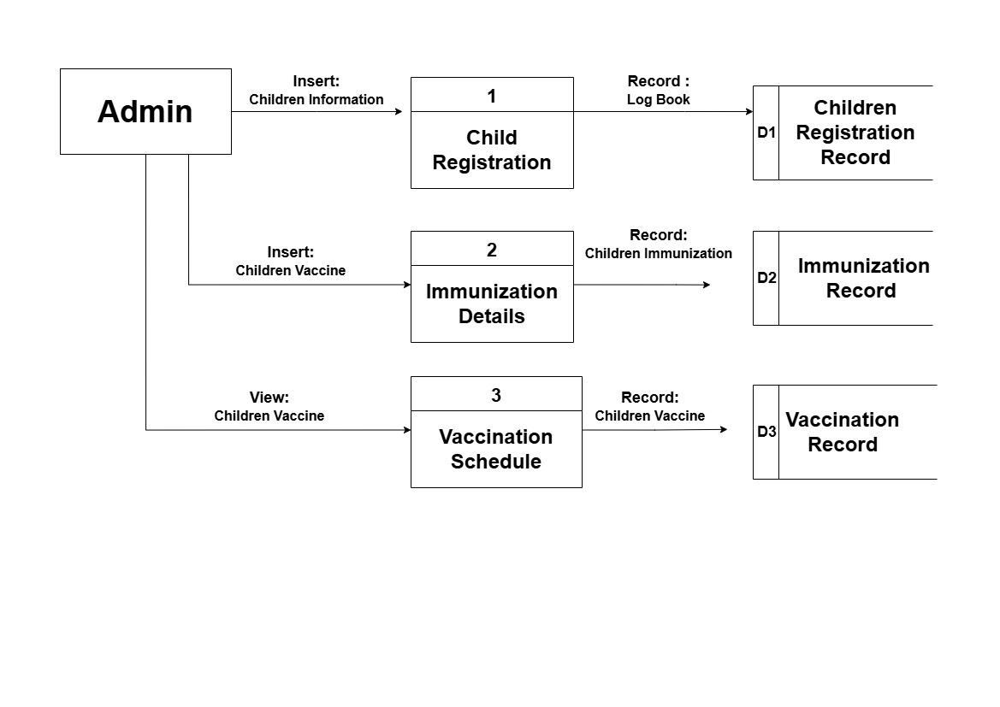 Admin
Insert:
Children Information
1
Child
Registration
Record :
Log Book
D1
Children
Registration
Record
Insert:
Children Vaccine
2
Immunization
Details
Record:
Children Immunization
D2
Immunization
Record
View:
Children Vaccine
3
Vaccination
Schedule
Record:
Children Vaccine
D3
Vaccination
Record